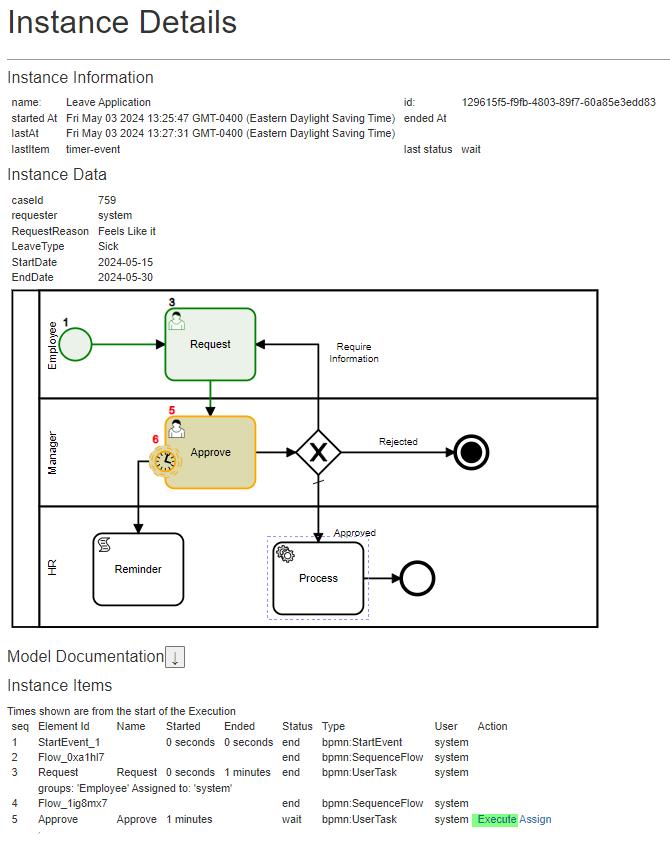 Instance Details
Instance Information
name: Leave Application id: 129615f5-f9fb-4803-89f7-60a85e3edd83
started At Fri May 03 2024 13:25:47 GMT-0400 (Eastern Daylight Saving Time) ended At
lastAt Fri May 03 2024 13:27:31 GMT-0400 (Eastern Daylight Saving Time)
lastItem timer-event last status wait
Instance Data
caseId 759
requester system
RequestReason Feels Like it
LeaveType Sick
StartDate 2024-05-15
EndDate 2024-05-30
Employee
1
3
Request
Require
Information
Manager
5
6
Approve
X
Rejected
HR
Reminder
Approved
Process
Model Documentation ↓
Instance Items
Times shown are from the start of the Execution
seq Element Id Name Started Ended Status Type User Action
1 StartEvent_1 0 seconds 0 seconds end bpmn:StartEvent system
2 Flow_0xa1hl7 end bpmn:SequenceFlow system
3 Request Request 0 seconds 1 minutes end bpmn:UserTask system
groups: 'Employee' Assigned to: 'system'
4 Flow_1ig8mx7 end bpmn:SequenceFlow system
5 Approve Approve 1 minutes wait bpmn:UserTask system Execute Assign